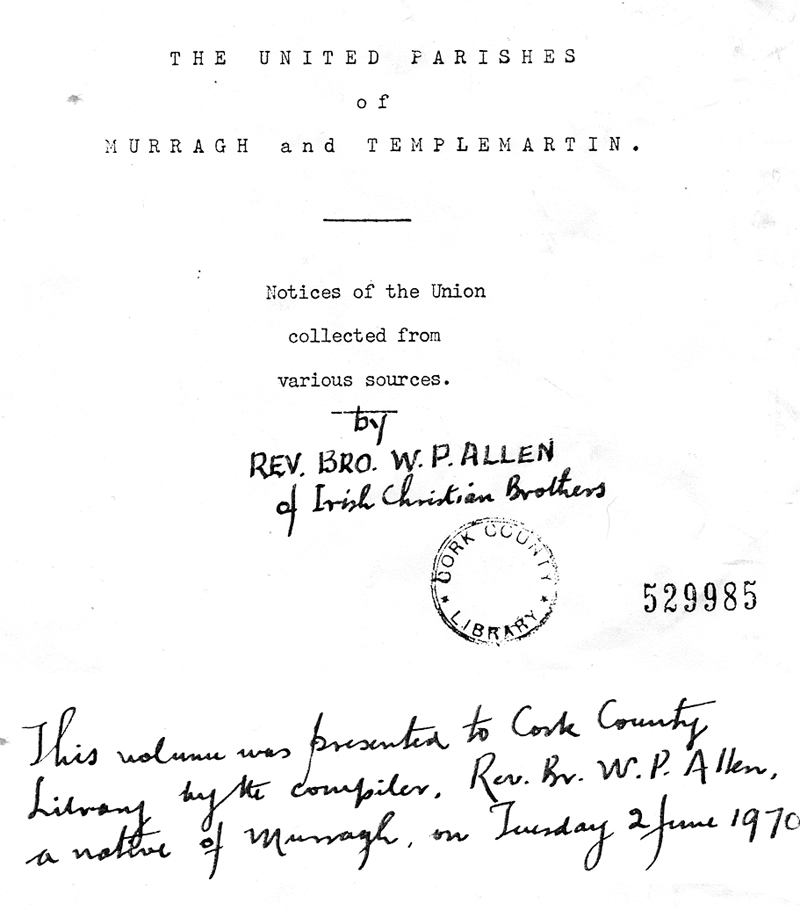 THE UNITED PARISHES
of
MURRAGH and TEMPLEMARTIN.
Notices of the Union
collected from
various sources.
by
REV. BRO. W. P. ALLEN
of Irish Christian Brothers
CORK COUNTY
LIBRARY
529985
This volume was presented to Cork County
Library by the compiler, Rev. Br. W. P. Allen,
a native of Murragh, on Tuesday 2 June 1970